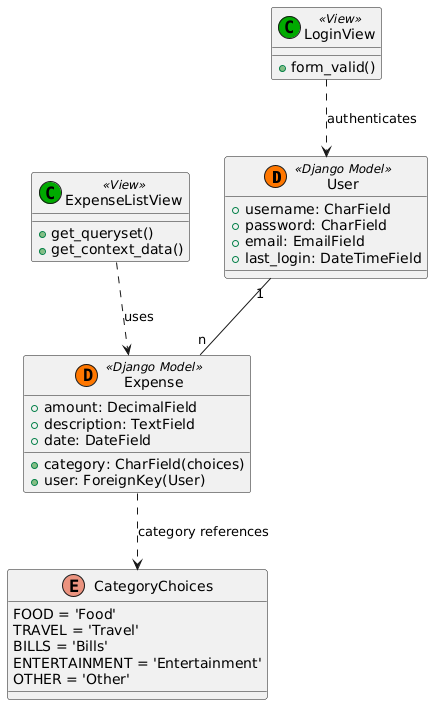 C
«View»
LoginView
form_valid()
authenticates
D
«Django Model»
User
username: CharField
password: CharField
email: EmailField
last_login: DateTimeField
C
«View»
ExpenseListView
get_queryset()
get_context_data()
uses
1
n
D
«Django Model»
Expense
amount: DecimalField
description: TextField
date: DateField
category: CharField(choices)
user: ForeignKey(User)
category references
E
CategoryChoices
FOOD = 'Food'
TRAVEL = 'Travel'
BILLS = 'Bills'
ENTERTAINMENT = 'Entertainment'
OTHER = 'Other'